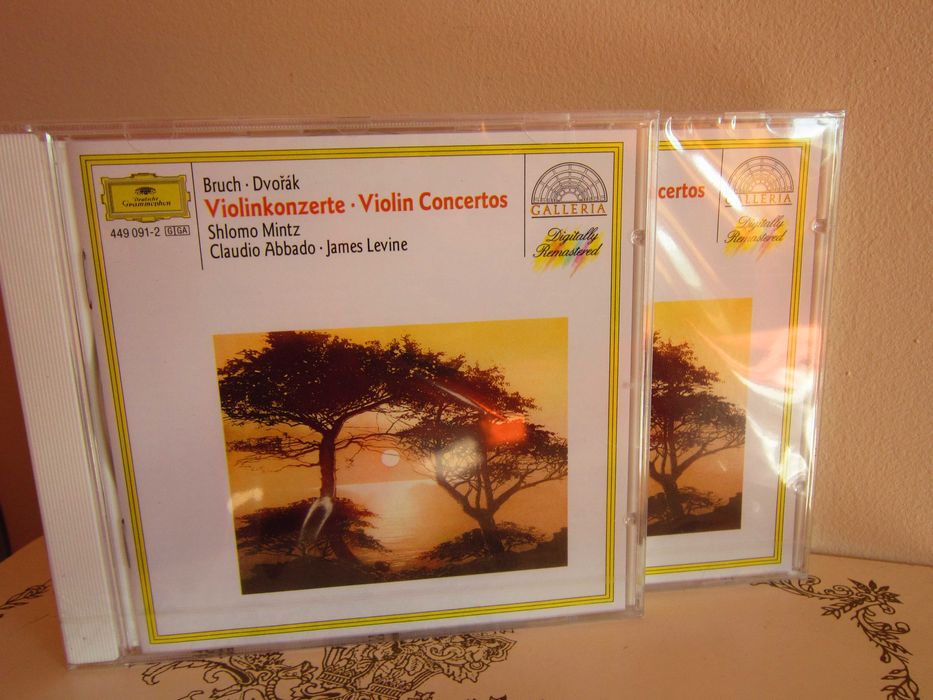 Deutsche
Grammophon
449 091-2 GIGA
Bruch · Dvořák
Violinkonzerte · Violin Concertos
Shlomo Mintz
Claudio Abbado · James Levine
GALLERIA
Digitally
Remastered
certos
GALLERIA
Digitally
Remastered